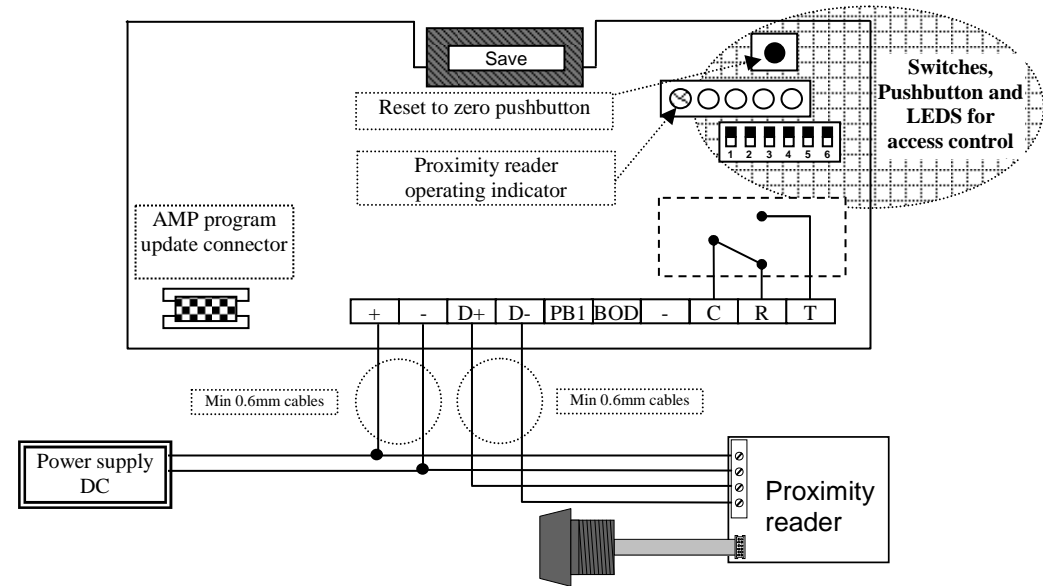 Save
Switches,
Pushbutton and
LEDS for
access control
Reset to zero pushbutton
1 2 3 4 5 6
Proximity reader
operating indicator
AMP program
update connector
+ - D+ D- PB1 BOD - C R T
Min 0.6mm cables
Min 0.6mm cables
Power supply
DC
Proximity
reader